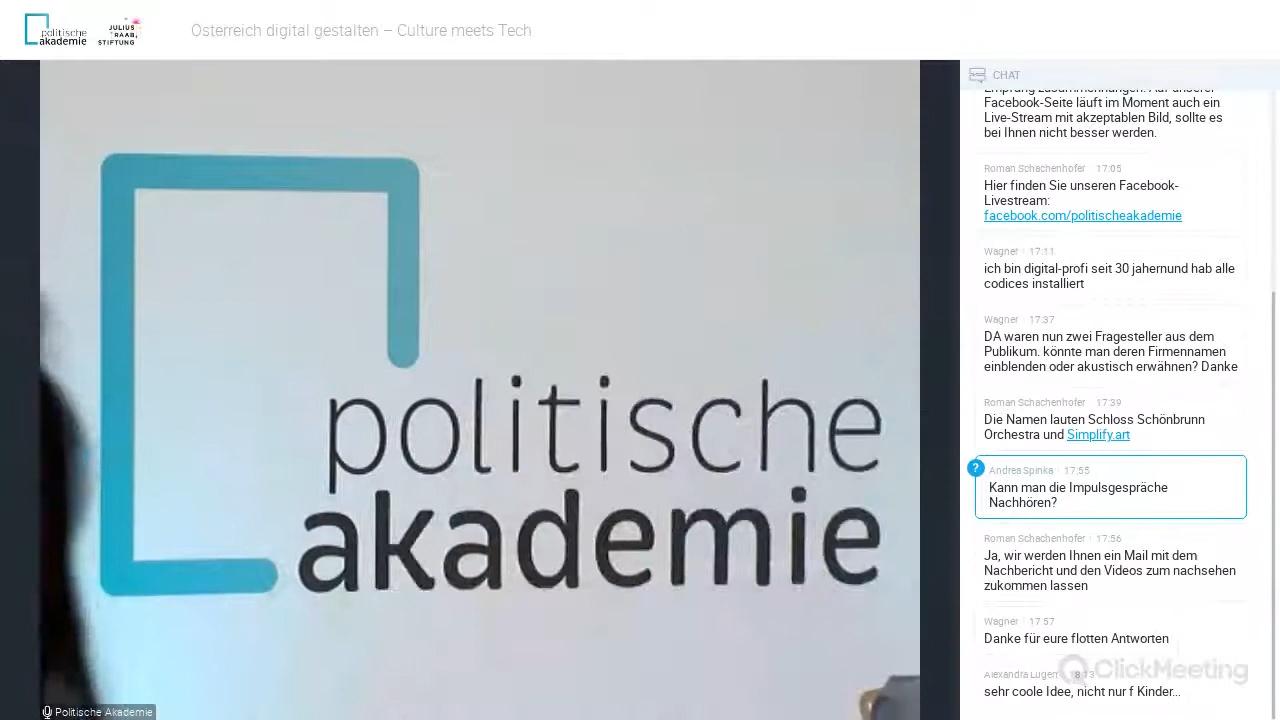 politische
akademie
JULIUS
RAAB
STIFTUNG
Österreich digital gestalten – Culture meets Tech
politische
akademie
Politische Akademie
CHAT
Empfang zusammenhängen. Auf unserer
Facebook-Seite läuft im Moment auch ein
Live-Stream mit akzeptablen Bild, sollte es
bei Ihnen nicht besser werden.
Roman Schachenhofer 17:05
Hier finden Sie unseren Facebook-
Livestream:
facebook.com/politischeakademie
Wagner 17:11
ich bin digital-profi seit 30 jahernund hab alle
codices installiert
Wagner 17:37
DA waren nun zwei Fragesteller aus dem
Publikum. könnte man deren Firmennamen
einblenden oder akustisch erwähnen? Danke
Roman Schachenhofer 17:39
Die Namen lauten Schloss Schönbrunn
Orchestra und Simplify.art
?
Andrea Spinka 17:55
Kann man die Impulsgespräche
Nachhören?
Roman Schachenhofer 17:56
Ja, wir werden Ihnen ein Mail mit dem
Nachbericht und den Videos zum nachsehen
zukommen lassen
Wagner 17:57
Danke für eure flotten Antworten
ClickMeeting
Alexandra
sehr coole Idee, nicht nur f Kinder...